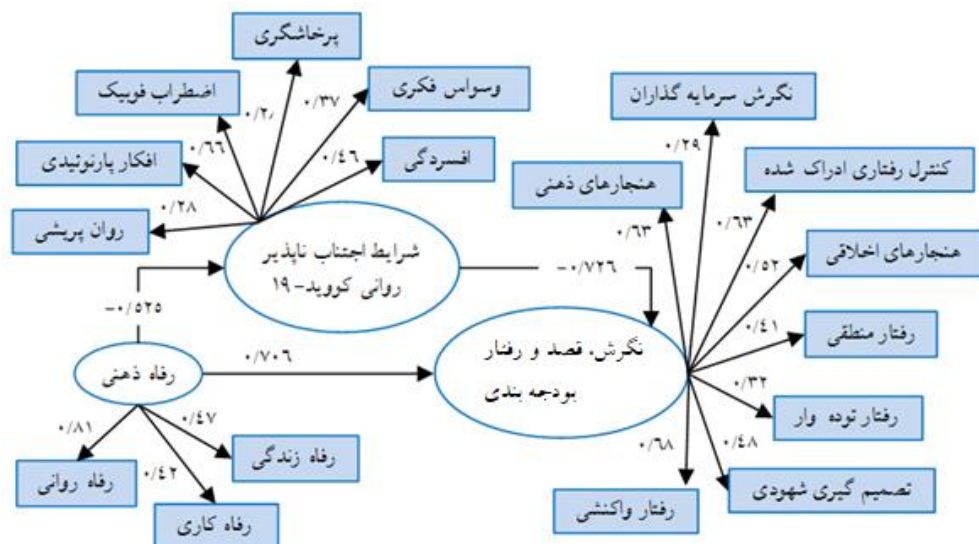 پرخاشگری
نگرش سرمایه گذاران
وسواس فکری
اضطراب فوبیک
۰/۳۷
۰/۲۹
کنترل رفتاری ادراک شده
هنجارهای ذهنی
افسردگی
۰/۴۶
۰/۶۶
افکار پارنوئیدی
۰/۶۳
۰/۶۳
۰/۲۸
روان پریشی
هنجارهای اخلاقی
۰/۵۲
شرایط اجتناب ناپذیر
روانی کووید-۱۹
-۰/۷۲۶
-۰/۵۲۵
رفتار منطقی
۰/۴۱
نگرش، قصد و رفتار
بودجه بندی
۰/۷۰۶
رفاه ذهنی
۰/۳۲
رفتار توده وار
۰/۴۷
۰/۸۱
۰/۴۲
۰/۶۸
۰/۴۸
رفاه زندگی
رفاه روانی
تصمیم گیری شهودی
رفتار واکنشی
رفاه کاری